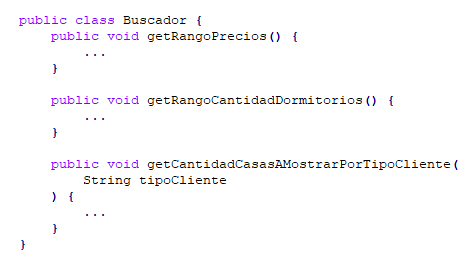 public class Buscador {
    public void getRangoPrecios() {
        ...
    }

    public void getRangoCantidadDormitorios() {
        ...
    }

    public void getCantidadCasasAMostrarPorTipoCliente(
        String tipoCliente
    ) {
        ...
    }
}